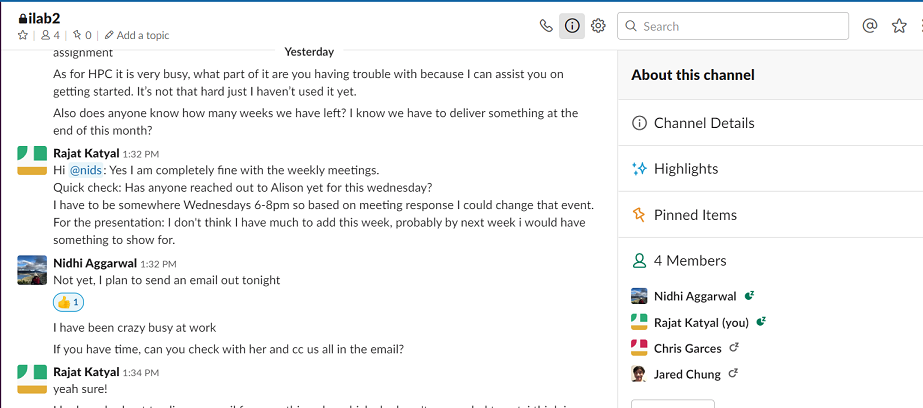 ilab2
4 | 0 | Add a topic
Search
assignment
Yesterday
As for HPC it is very busy, what part of it are you having trouble with because I can assist you on
getting started. It's not that hard just I haven't used it yet.
Also does anyone know how many weeks we have left? I know we have to deliver something at the
end of this month?
Rajat Katyal 1:32 PM
Hi @nids: Yes I am completely fine with the weekly meetings.
Quick check: Has anyone reached out to Alison yet for this wednesday?
I have to be somewhere Wednesdays 6-8pm so based on meeting response I could change that event.
For the presentation: I don't think I have much to add this week, probably by next week i would have
something to show for.
Nidhi Aggarwal 1:32 PM
Not yet, I plan to send an email out tonight
1
I have been crazy busy at work
If you have time, can you check with her and cc us all in the email?
Rajat Katyal 1:34 PM
yeah sure!
About this channel
Channel Details
Highlights
Pinned Items
4 Members
Nidhi Aggarwal
Rajat Katyal (you)
Chris Garces
Jared Chung